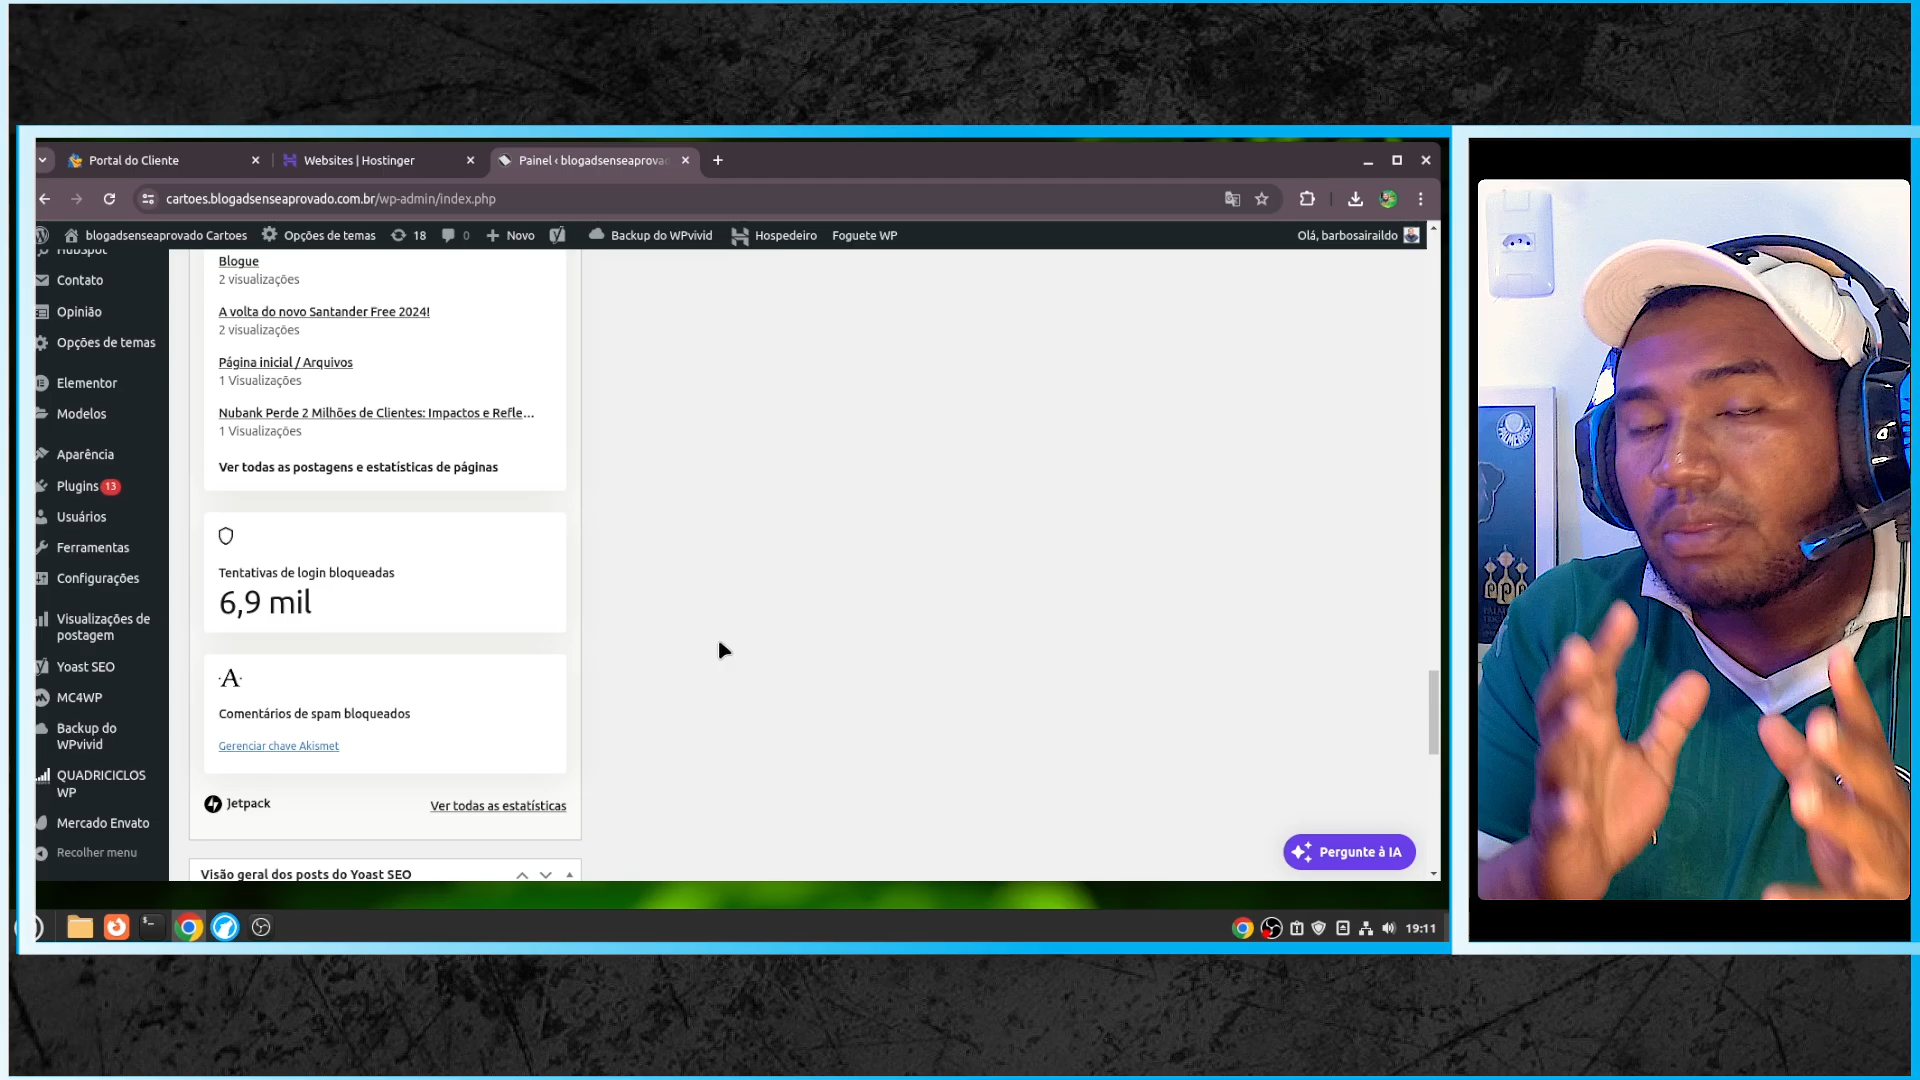 Portal do Cliente
Websites | Hostinger
Painel ‹ blogadsenseaprovado
cartoes.blogadsenseaprovado.com.br/wp-admin/index.php
blogadsenseaprovado Cartoes
Opções de temas
18
0
Novo
Backup do WPvivid
Hospedeiro
Foguete WP
Olá, barbosairaildo
HubSpot
Contato
Opinião
Opções de temas
Elementor
Modelos
Aparência
Plugins 13
Usuários
Ferramentas
Configurações
Visualizações de
postagem
Yoast SEO
MC4WP
Backup do
WPvivid
QUADRICICLOS
WP
Mercado Envato
Recolher menu
Blogue
2 visualizações
A volta do novo Santander Free 2024!
2 visualizações
Página inicial / Arquivos
1 Visualizações
Nubank Perde 2 Milhões de Clientes: Impactos e Refle...
1 Visualizações
Ver todas as postagens e estatísticas de páginas
Tentativas de login bloqueadas
6,9 mil
·A·
Comentários de spam bloqueados
Gerenciar chave Akismet
Jetpack
Ver todas as estatísticas
Visão geral dos posts do Yoast SEO
Pergunte à IA
19:11
PALMEIRAS